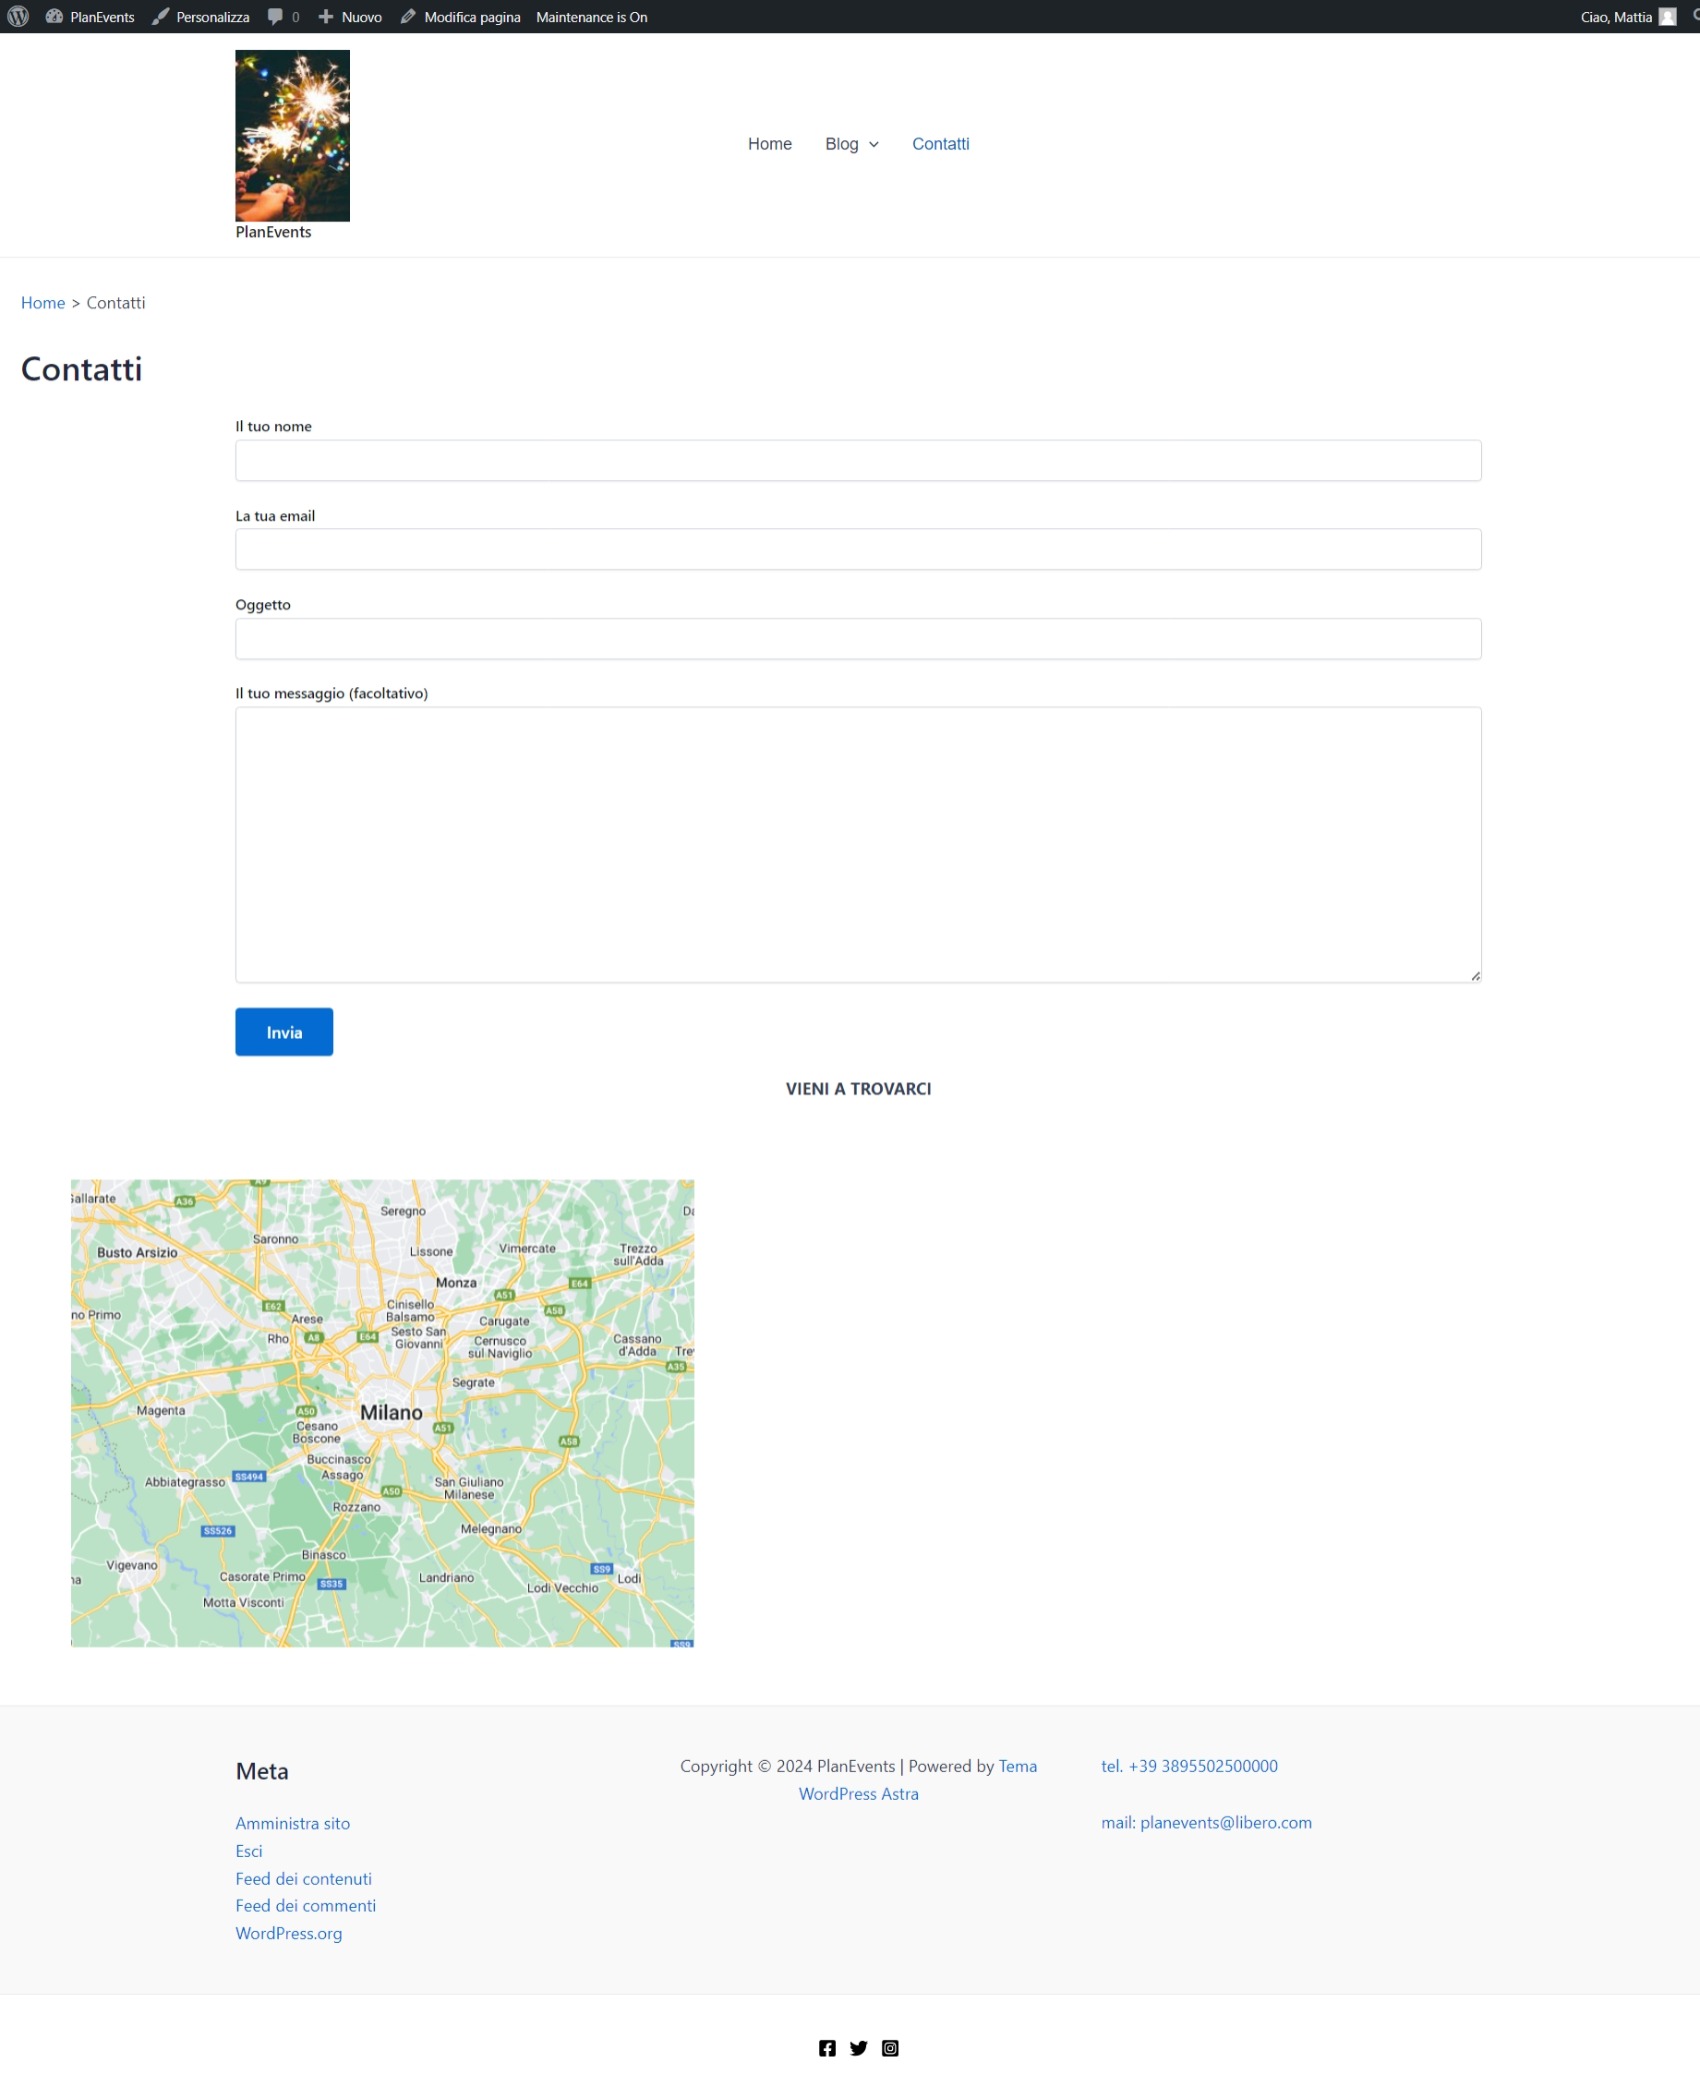 PlanEvents Personalizza 0 Nuovo Modifica pagina Maintenance is On Ciao, Mattia
PlanEvents
Home Blog Contatti
Home > Contatti
Contatti
Il tuo nome
La tua email
Oggetto
Il tuo messaggio (facoltativo)
Invia
VIENI A TROVARCI
Gallarate
A36
A9
Seregno
Saronno
Busto Arsizio
Lissone
Vimercate
Trezzo
sull'Adda
Monza
E64
A51
E62
A58
no Primo
Arese
Cinisello
Balsamo
Carugate
Rho
A8
E64
Sesto San
Giovanni
Cernusco
sul Naviglio
Cassano
d'Adda
Tre
A35
Segrate
Magenta
A50
Milano
A51
Cesano
Boscone
A58
Buccinasco
Assago
Abbiategrasso
SS494
A50
San Giuliano
Milanese
Rozzano
SS526
Melegnano
Vigevano
Binasco
SS9
na
Casorate Primo
SS35
Landriano
Lodi Vecchio
Lodi
Motta Visconti
SS9
Meta
Amministra sito
Esci
Feed dei contenuti
Feed dei commenti
WordPress.org
Copyright © 2024 PlanEvents | Powered by Tema
WordPress Astra
tel. +39 3895502500000
mail: planevents@libero.com